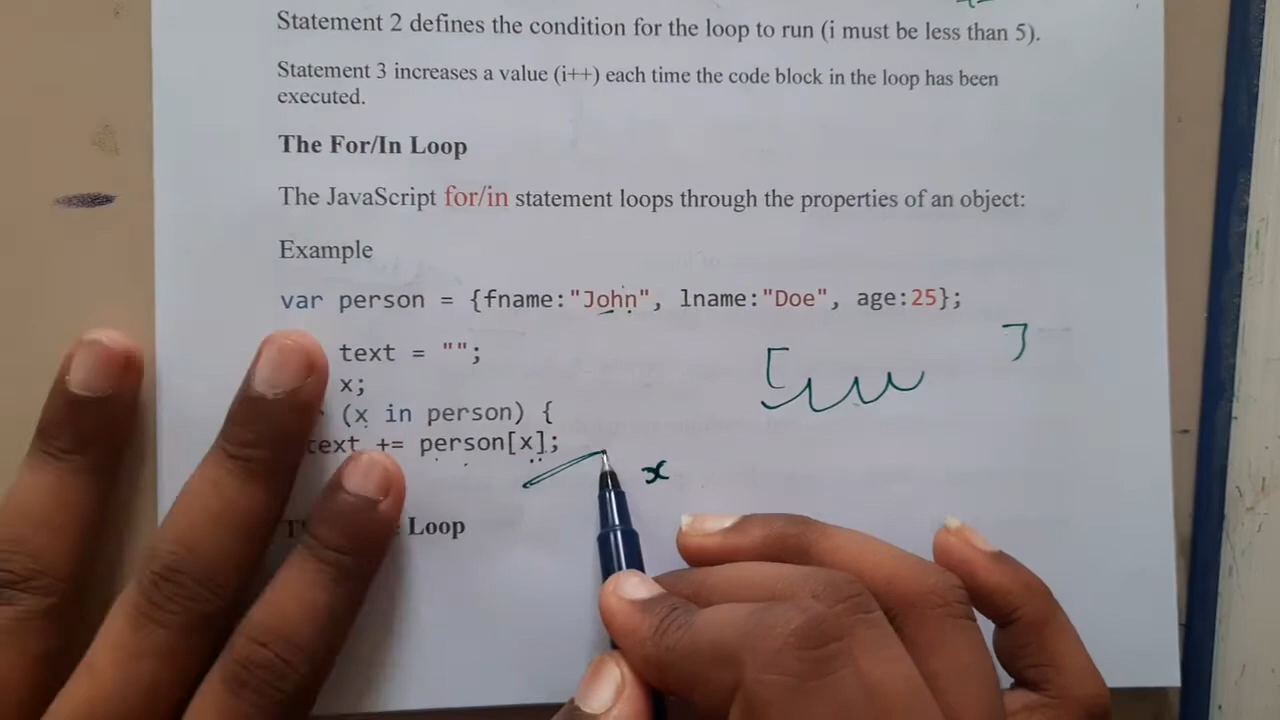 Statement 2 defines the condition for the loop to run (i must be less than 5).
Statement 3 increases a value (i++) each time the code block in the loop has been
executed.
The For/In Loop
The JavaScript for/in statement loops through the properties of an object:
Example
var person = {fname:"John", lname:"Doe", age:25};
text = "";
x;
(x in person) {
text += person[x];
x
Loop